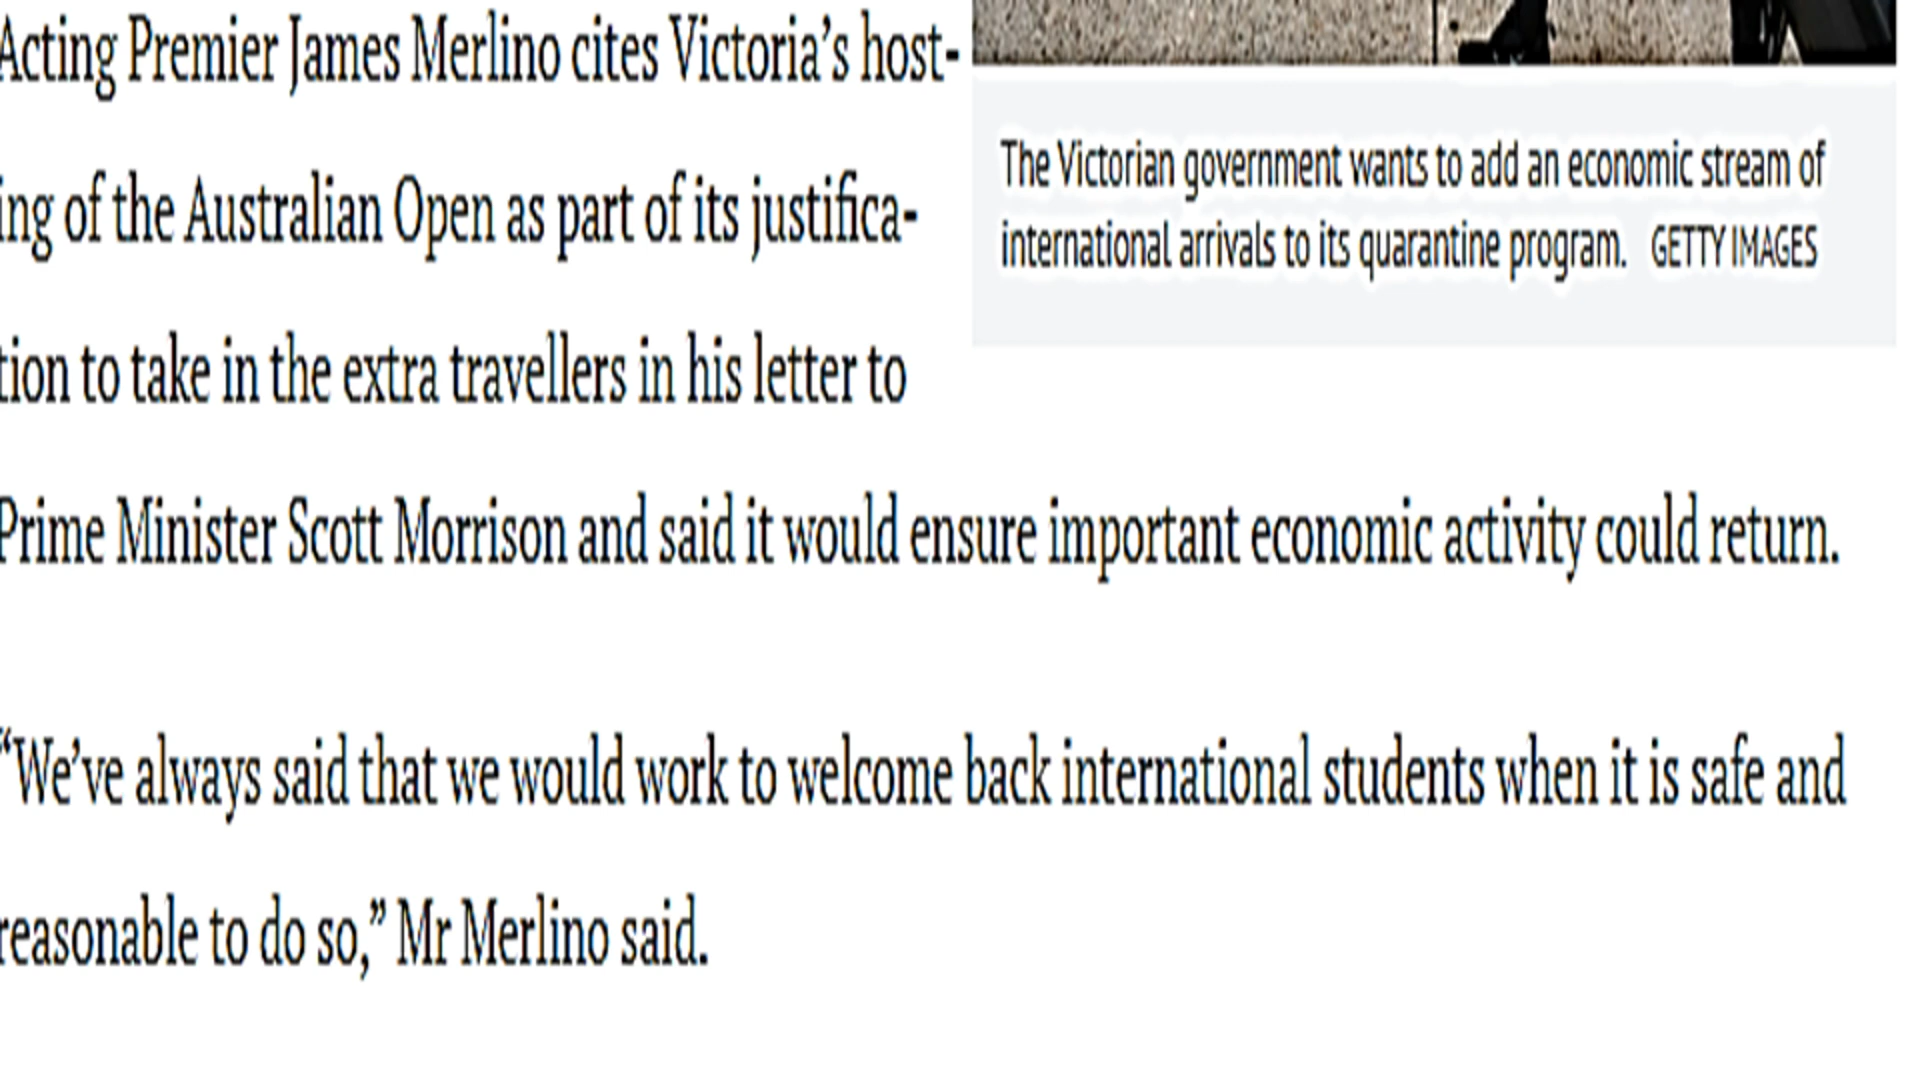 Acting Premier James Merlino cites Victoria’s host-
ing of the Australian Open as part of its justifica-
tion to take in the extra travellers in his letter to
Prime Minister Scott Morrison and said it would ensure important economic activity could return.
“We’ve always said that we would work to welcome back international students when it is safe and
reasonable to do so,” Mr Merlino said.
The Victorian government wants to add an economic stream of
international arrivals to its quarantine program. GETTY IMAGES